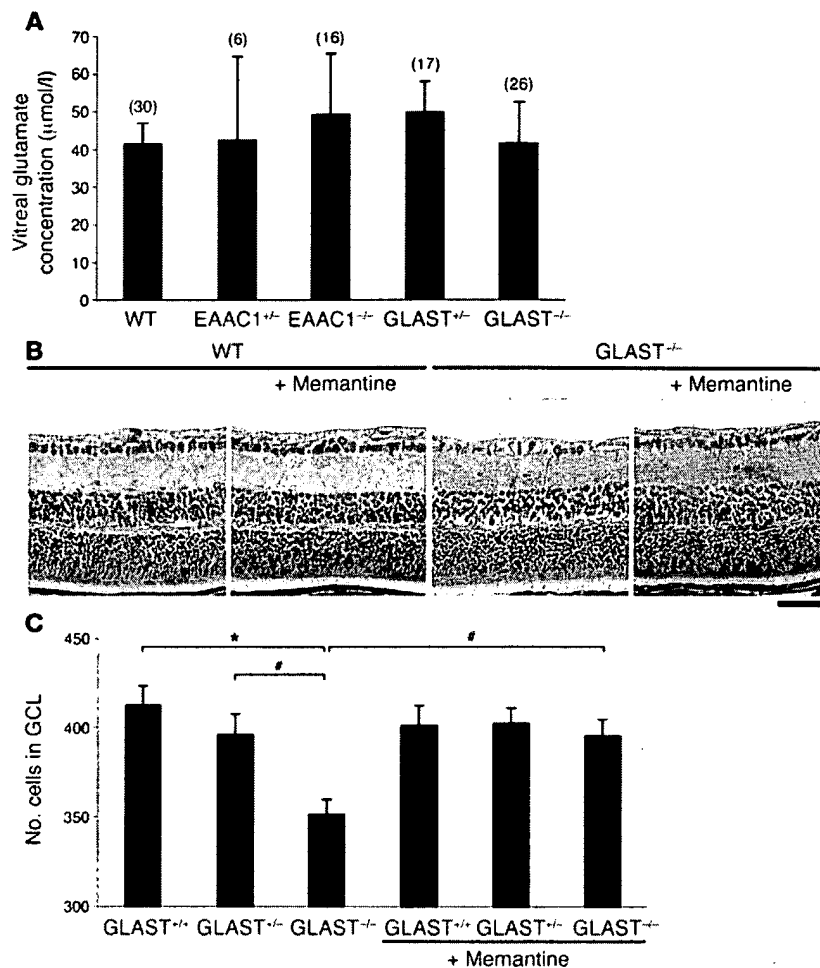 A
Vitreal glutamate
concentration (μmol/l)
70
60
50
40
30
20
10
0
(30)
(6)
(16)
(17)
(26)
WT
EAAC1+/–
EAAC1–/–
GLAST+/–
GLAST–/–
B
WT
GLAST–/–
+ Memantine
+ Memantine
C
No. cells in GCL
450
400
350
300
*
#
#
GLAST+/+
GLAST+/–
GLAST–/–
GLAST+/+
GLAST+/–
GLAST–/–
+ Memantine